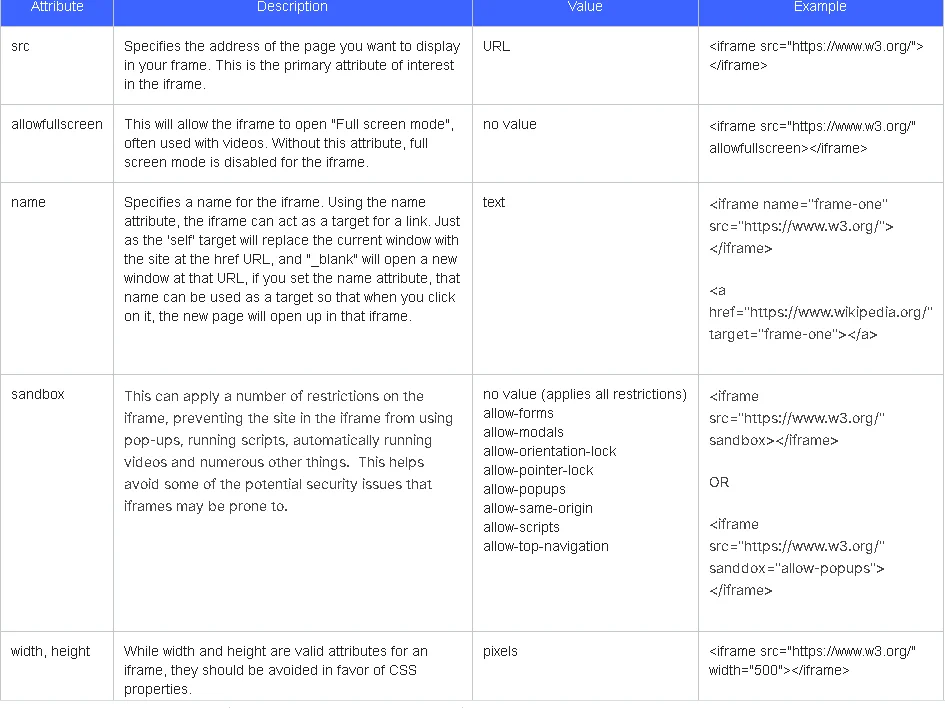 Attribute
Description
Value
Example
src
Specifies the address of the page you want to display
in your frame. This is the primary attribute of interest
in the iframe.
URL
<iframe src="https://www.w3.org/">
</iframe>
allowfullscreen
This will allow the iframe to open "Full screen mode",
often used with videos. Without this attribute, full
screen mode is disabled for the iframe.
no value
<iframe src="https://www.w3.org/"
allowfullscreen></iframe>
name
Specifies a name for the iframe. Using the name
attribute, the iframe can act as a target for a link. Just
as the 'self' target will replace the current window with
the site at the href URL, and "_blank" will open a new
window at that URL, if you set the name attribute, that
name can be used as a target so that when you click
on it, the new page will open up in that iframe.
text
<iframe name="frame-one"
src="https://www.w3.org/">
</iframe>
<a
href="https://www.wikipedia.org/"
target="frame-one"></a>
sandbox
This can apply a number of restrictions on the
iframe, preventing the site in the iframe from using
pop-ups, running scripts, automatically running
videos and numerous other things.  This helps
avoid some of the potential security issues that
iframes may be prone to.
no value (applies all restrictions)
allow-forms
allow-modals
allow-orientation-lock
allow-pointer-lock
allow-popups
allow-same-origin
allow-scripts
allow-top-navigation
<iframe
src="https://www.w3.org/"
sandbox></iframe>
OR
<iframe
src="https://www.w3.org/"
sanddox="allow-popups">
</iframe>
width, height
While width and height are valid attributes for an
iframe, they should be avoided in favor of CSS
properties.
pixels
<iframe src="https://www.w3.org/"
width="500"></iframe>